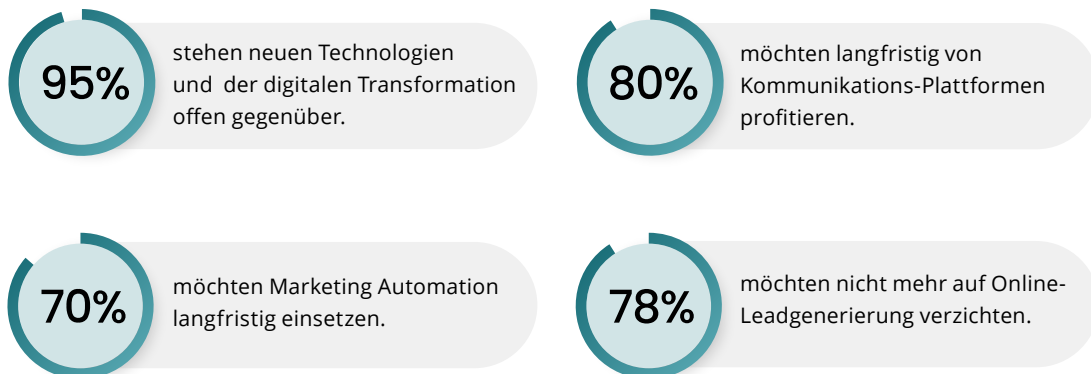 95%
stehen neuen Technologien
und  der digitalen Transformation
offen gegenüber.
80%
möchten langfristig von
Kommunikations-Plattformen
profitieren.
70%
möchten Marketing Automation
langfristig einsetzen.
78%
möchten nicht mehr auf Online-
Leadgenerierung verzichten.